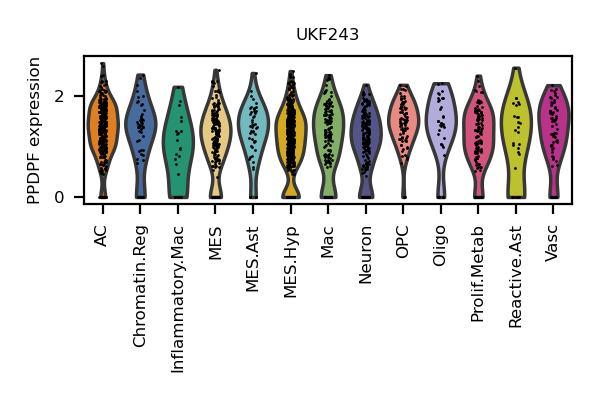 UKF243
PPDPF expression
2
0
AC
Chromatin.Reg
Inflammatory.Mac
MES
MES.Ast
MES.Hyp
Mac
Neuron
OPC
Oligo
Prolif.Metab
Reactive.Ast
Vasc